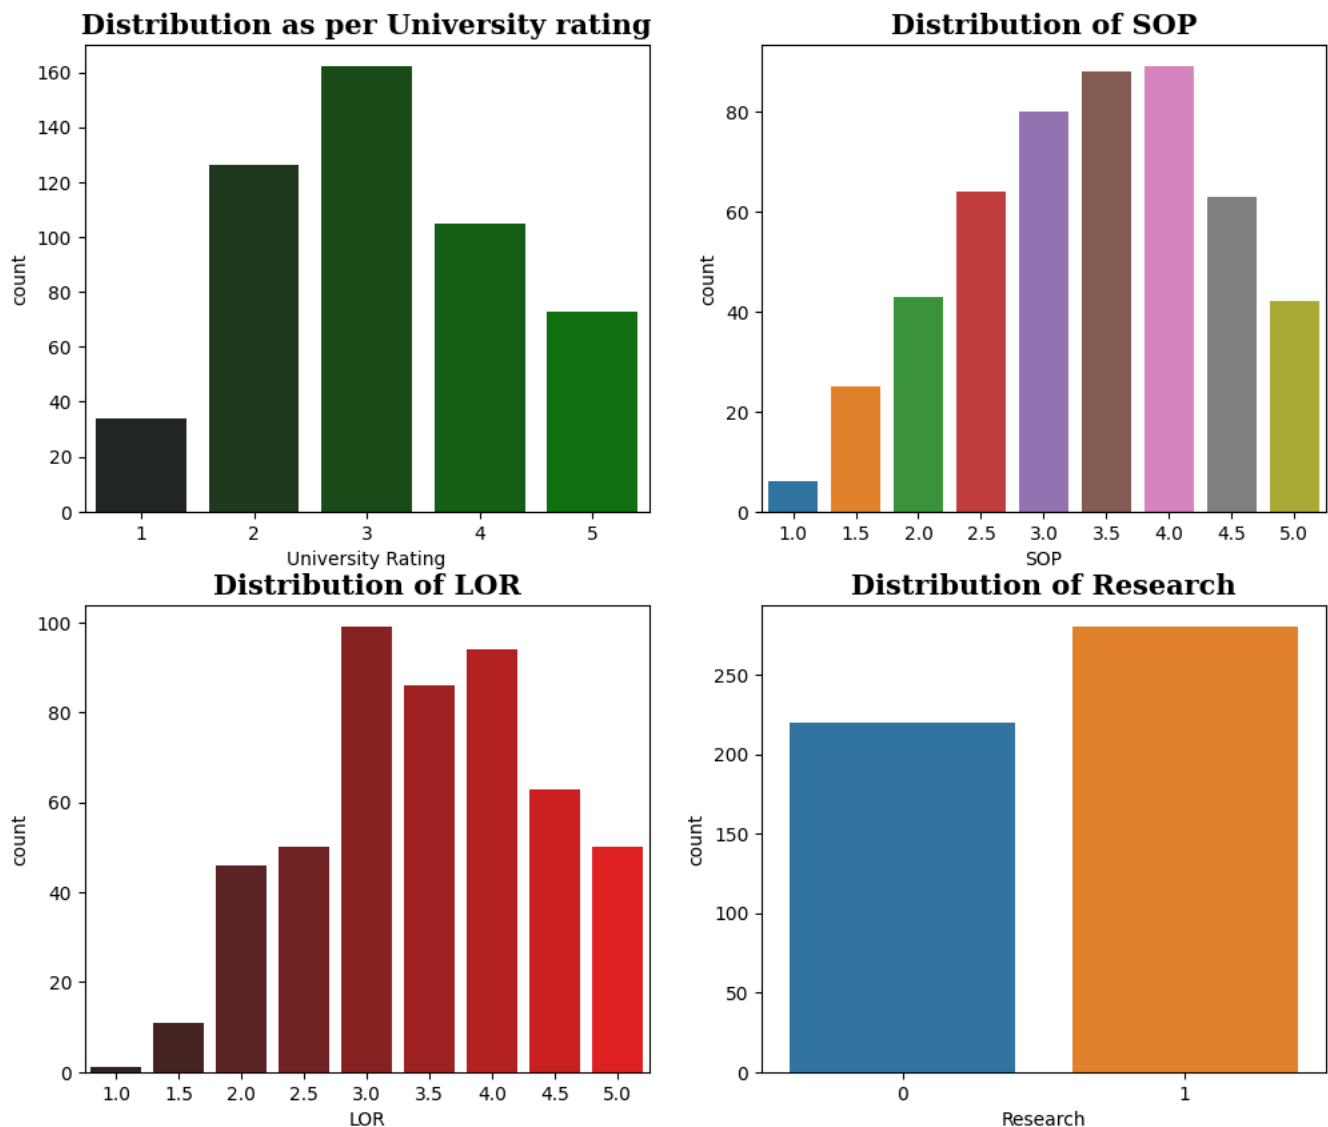 Distribution as per University rating
160
140
120
100
80
60
40
20
0
count
1 2 3 4 5
University Rating
Distribution of SOP
80
60
40
20
0
count
1.0 1.5 2.0 2.5 3.0 3.5 4.0 4.5 5.0
SOP
Distribution of LOR
100
80
60
40
20
0
count
1.0 1.5 2.0 2.5 3.0 3.5 4.0 4.5 5.0
LOR
Distribution of Research
250
200
150
100
50
0
count
0 1
Research